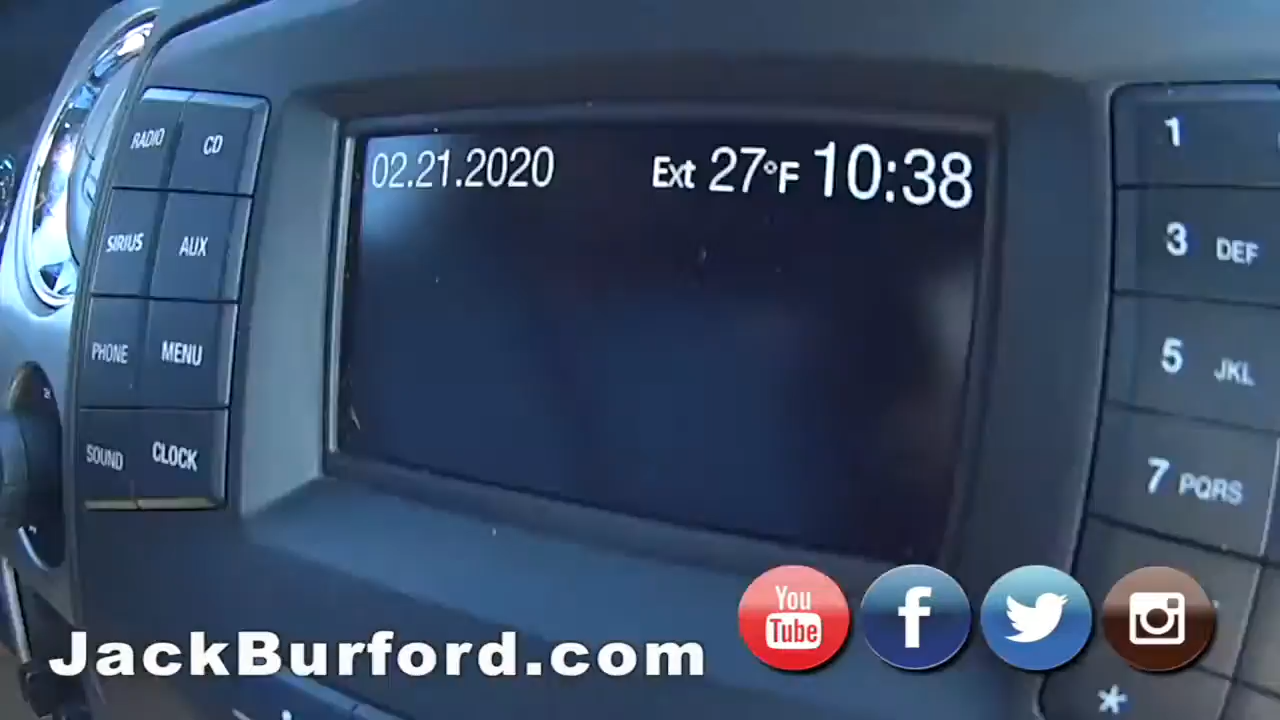 RADIO CD
SIRIUS AUX
PHONE MENU
SOUND CLOCK
02.21.2020 Ext 27°F 10:38
1
3 DEF
5 JKL
7 PQRS
*
JackBurford.com
You
Tube
f